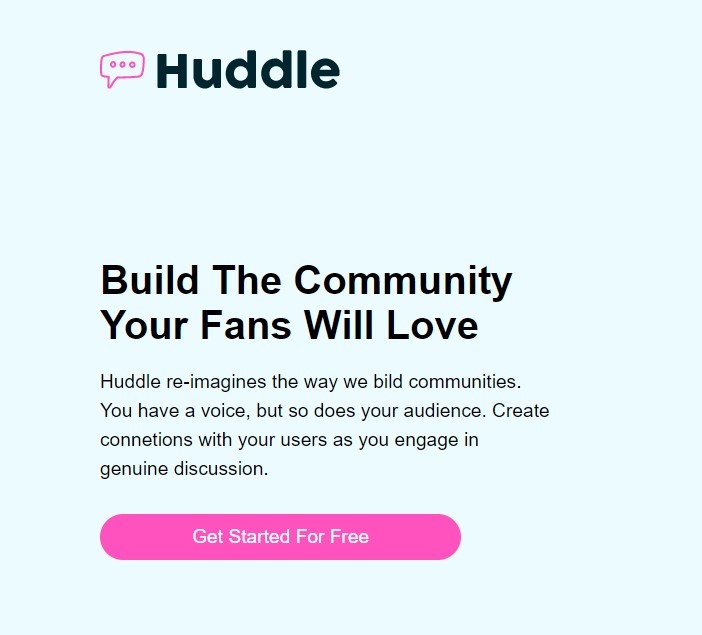 Huddle
Build The Community
Your Fans Will Love
Huddle re-imagines the way we bild communities.
You have a voice, but so does your audience. Create
connetions with your users as you engage in
genuine discussion.
Get Started For Free